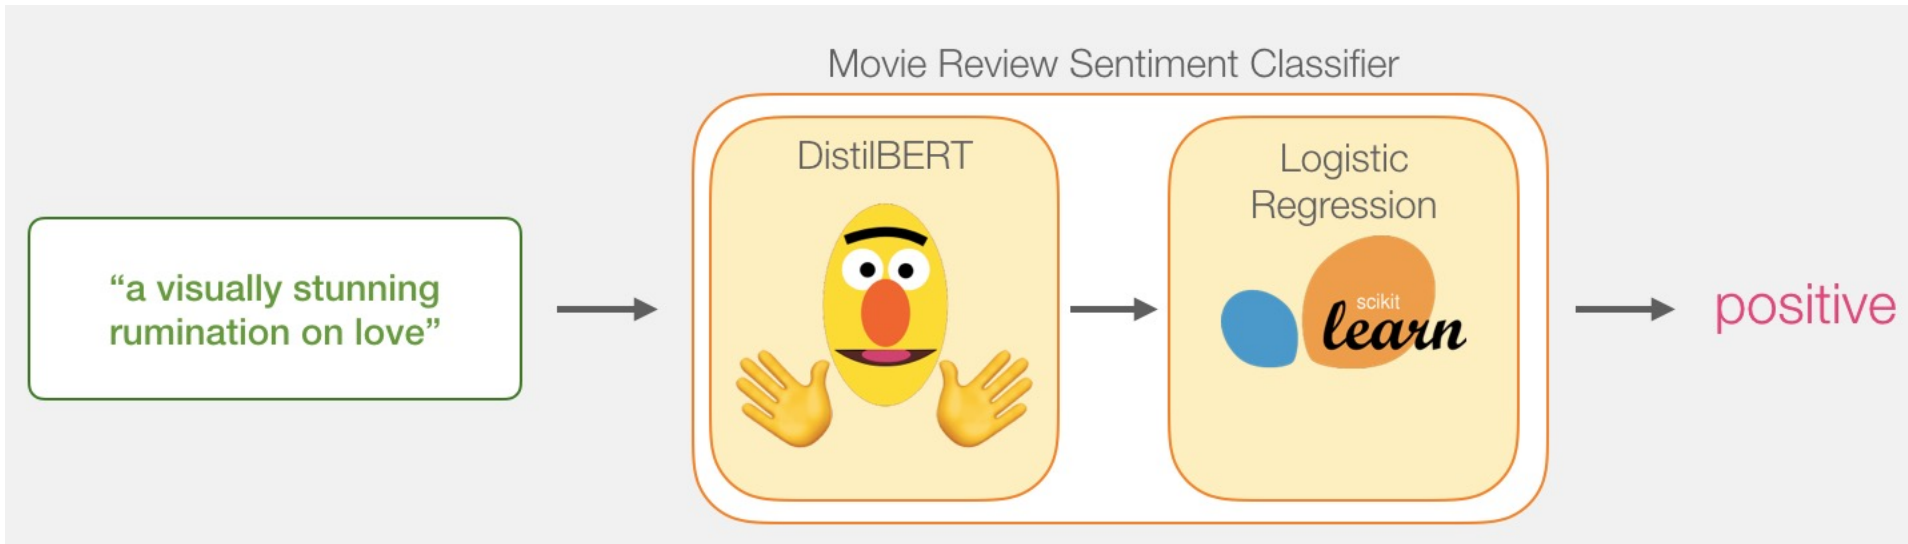 Movie Review Sentiment Classifier
“a visually stunning
rumination on love”
DistilBERT
Logistic
Regression
scikit
learn
positive